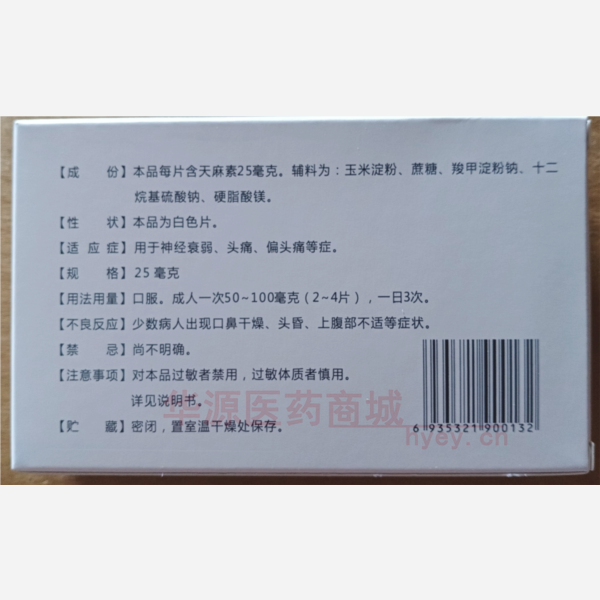 【成　份】本品每片含天麻素25毫克。辅料为：玉米淀粉、蔗糖、羧甲淀粉钠、十二
烷基硫酸钠、硬脂酸镁。
【性　状】本品为白色片。
【适 应 症】用于神经衰弱、头痛、偏头痛等症。
【规　格】25 毫克
【用法用量】口服。成人一次50~100毫克（2~4片），一日3次。
【不良反应】少数病人出现口鼻干燥、头昏、上腹部不适等症状。
【禁　忌】尚不明确。
【注意事项】对本品过敏者禁用，过敏体质者慎用。
详见说明书。
【贮　藏】密闭，置室温干燥处保存。
华源医药商城
hyey.cn
6 935321 900132